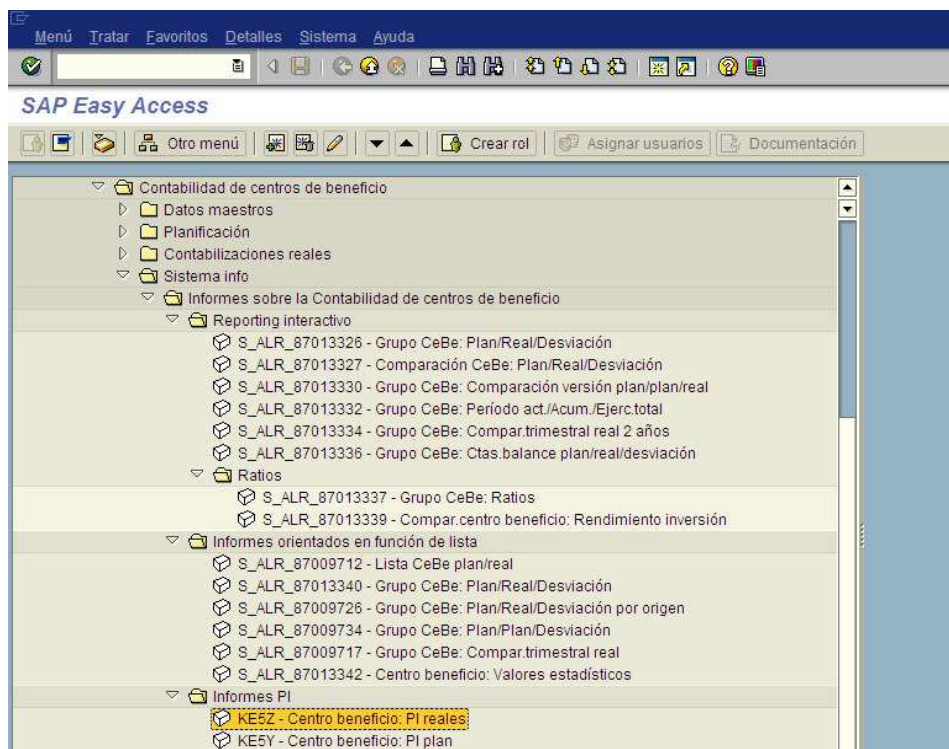 Menú Tratar Favoritos Detalles Sistema Ayuda
SAP Easy Access
Otro menú Crear rol Asignar usuarios Documentación
Contabilidad de centros de beneficio
Datos maestros
Planificación
Contabilizaciones reales
Sistema info
Informes sobre la Contabilidad de centros de beneficio
Reporting interactivo
S_ALR_87013326 - Grupo CeBe: Plan/Real/Desviación
S_ALR_87013327 - Comparación CeBe: Plan/Real/Desviación
S_ALR_87013330 - Grupo CeBe: Comparación versión plan/plan/real
S_ALR_87013332 - Grupo CeBe: Período act./Acum./Ejerc.total
S_ALR_87013334 - Grupo CeBe: Compar.trimestral real 2 años
S_ALR_87013336 - Grupo CeBe: Ctas.balance plan/real/desviación
Ratios
S_ALR_87013337 - Grupo CeBe: Ratios
S_ALR_87013339 - Compar.centro beneficio: Rendimiento inversión
Informes orientados en función de lista
S_ALR_87009712 - Lista CeBe plan/real
S_ALR_87013340 - Grupo CeBe: Plan/Real/Desviación
S_ALR_87009726 - Grupo CeBe: Plan/Real/Desviación por origen
S_ALR_87009734 - Grupo CeBe: Plan/Plan/Desviación
S_ALR_87009717 - Grupo CeBe: Compar.trimestral real
S_ALR_87013342 - Centro beneficio: Valores estadísticos
Informes PI
KE5Z - Centro beneficio: PI reales
KE5Y - Centro beneficio: PI plan